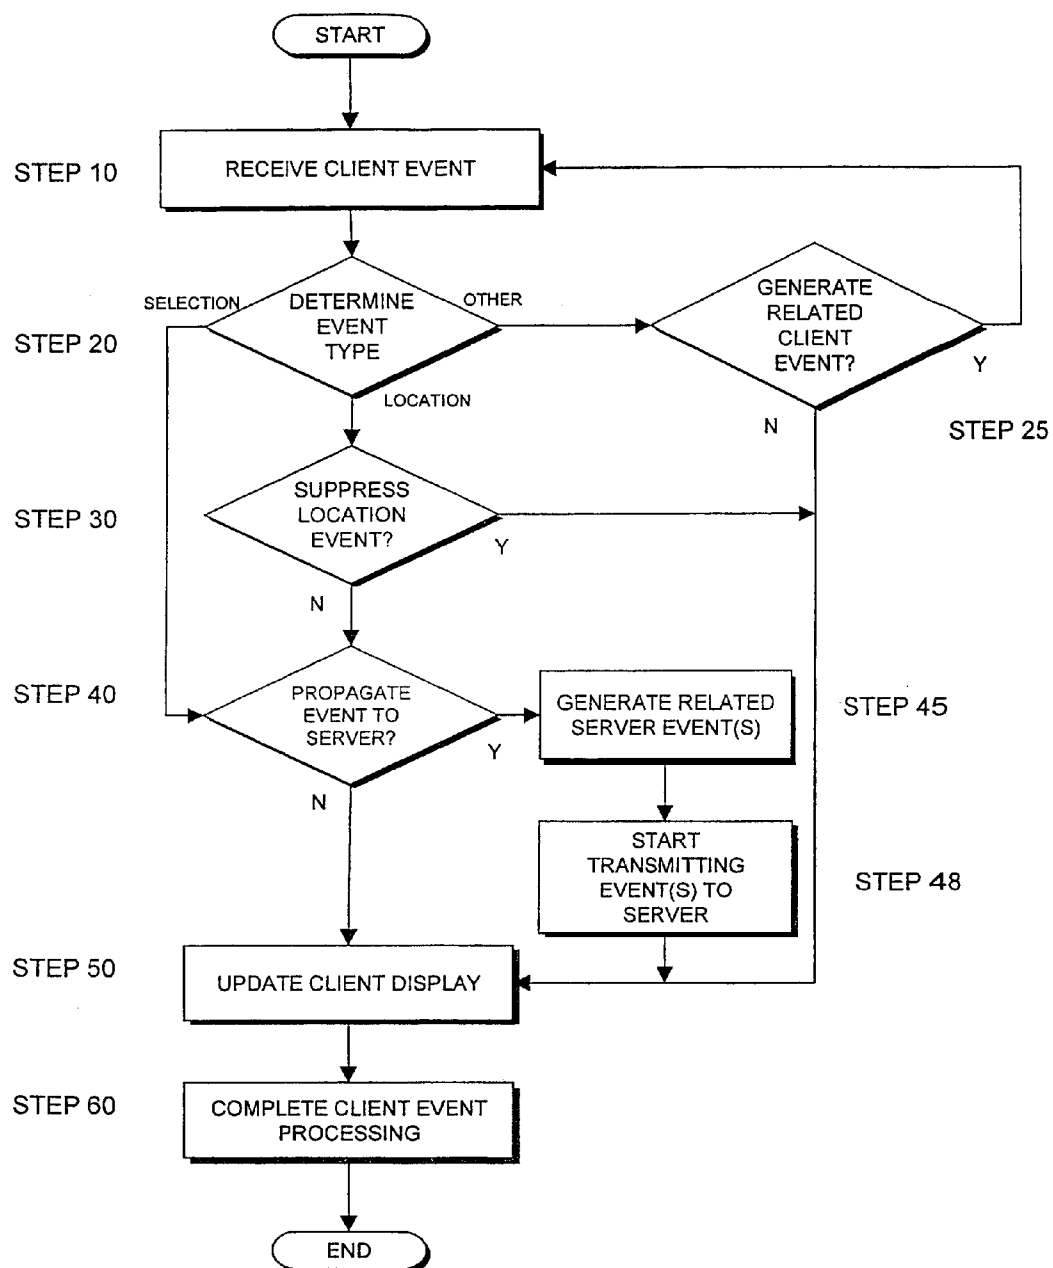 START
STEP 10
RECEIVE CLIENT EVENT
SELECTION
DETERMINE
EVENT
TYPE
OTHER
STEP 20
LOCATION
GENERATE
RELATED
CLIENT
EVENT?
Y
N
STEP 25
STEP 30
SUPPRESS
LOCATION
EVENT?
Y
N
STEP 40
PROPAGATE
EVENT TO
SERVER?
Y
N
GENERATE RELATED
SERVER EVENT(S)
STEP 45
START
TRANSMITTING
EVENT(S) TO
SERVER
STEP 48
STEP 50
UPDATE CLIENT DISPLAY
STEP 60
COMPLETE CLIENT EVENT
PROCESSING
END